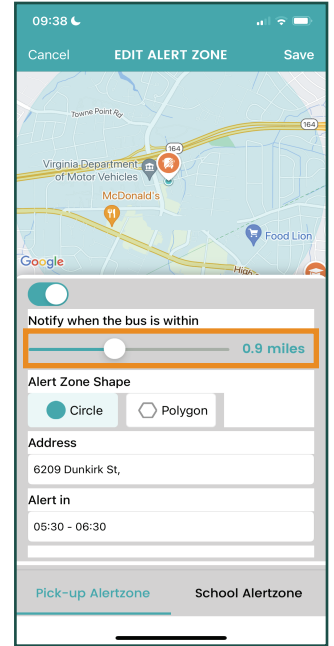 09:38
Cancel EDIT ALERT ZONE Save
Towne Point Rd
164
164
Virginia Department
of Motor Vehicles
McDonald's
Food Lion
Google
High
Notify when the bus is within
0.9 miles
Alert Zone Shape
Circle Polygon
Address
6209 Dunkirk St,
Alert in
05:30 - 06:30
Pick-up Alertzone School Alertzone